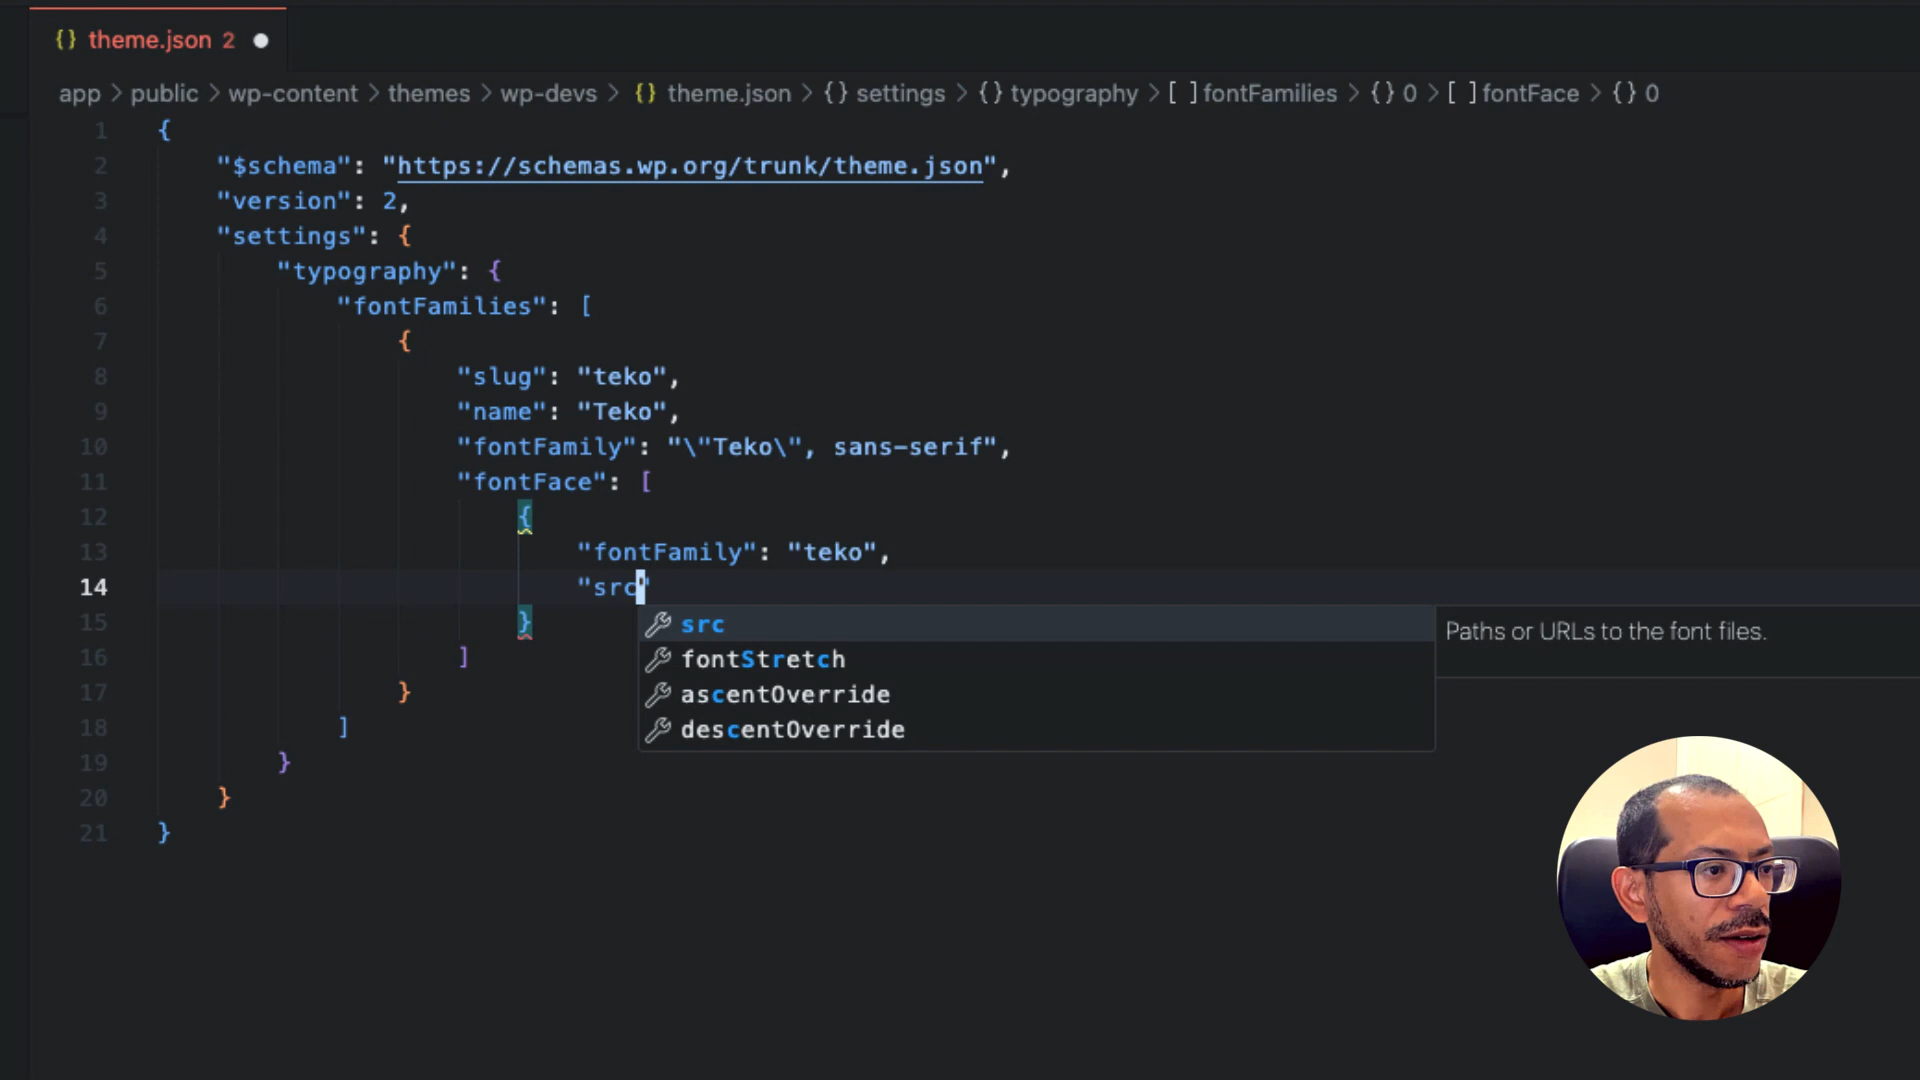 {} theme.json 2
app > public > wp-content > themes > wp-devs > {} theme.json > {} settings > {} typography > [ ] fontFamilies > {} 0 > [ ] fontFace > {} 0
1 {
2 "$schema": "https://schemas.wp.org/trunk/theme.json",
3 "version": 2,
4 "settings": {
5 "typography": {
6 "fontFamilies": [
7 {
8 "slug": "teko",
9 "name": "Teko",
10 "fontFamily": "\"Teko\", sans-serif",
11 "fontFace": [
12 {
13 "fontFamily": "teko",
14 "src"
15 }
16 ]
17 }
18 ]
19 }
20 }
21 }
src
fontStretch
ascentOverride
descentOverride
Paths or URLs to the font files.